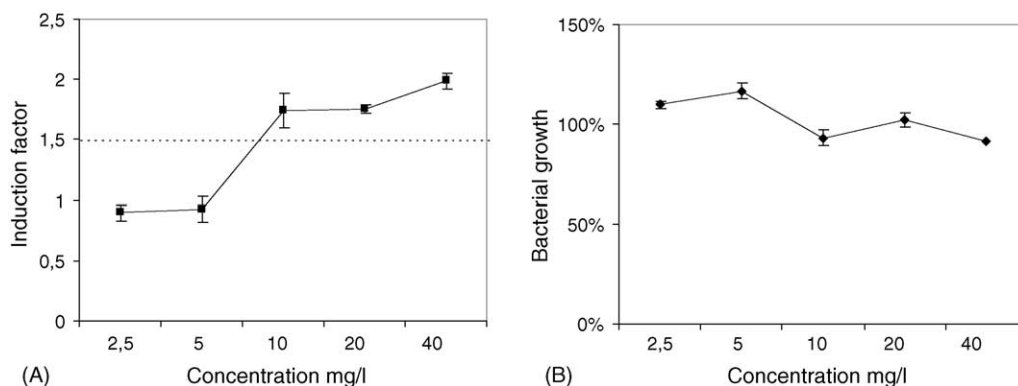 2,5
2
1,5
1
0,5
0
Induction factor
2,5 5 10 20 40
(A) Concentration mg/l
150%
100%
50%
0%
Bacterial growth
2,5 5 10 20 40
(B) Concentration mg/l